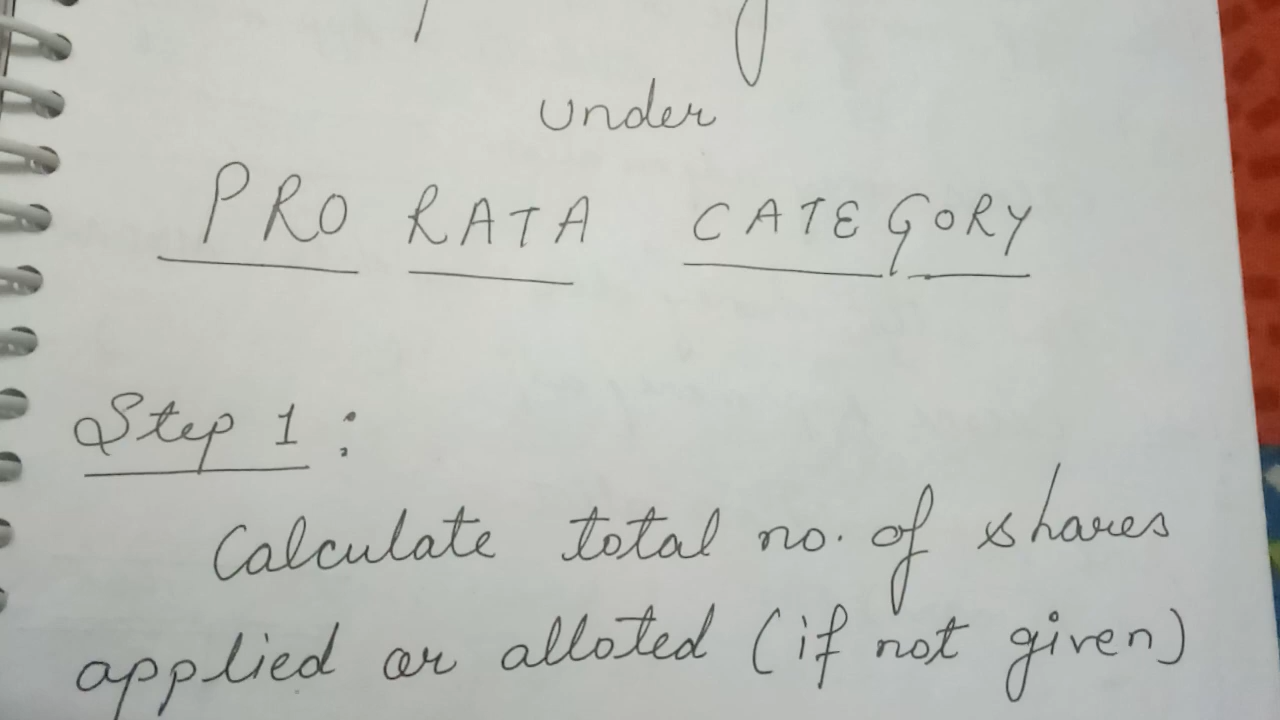 under
PRO RATA CATEGORY
Step 1 :
Calculate total no. of shares
applied or alloted (if not given)